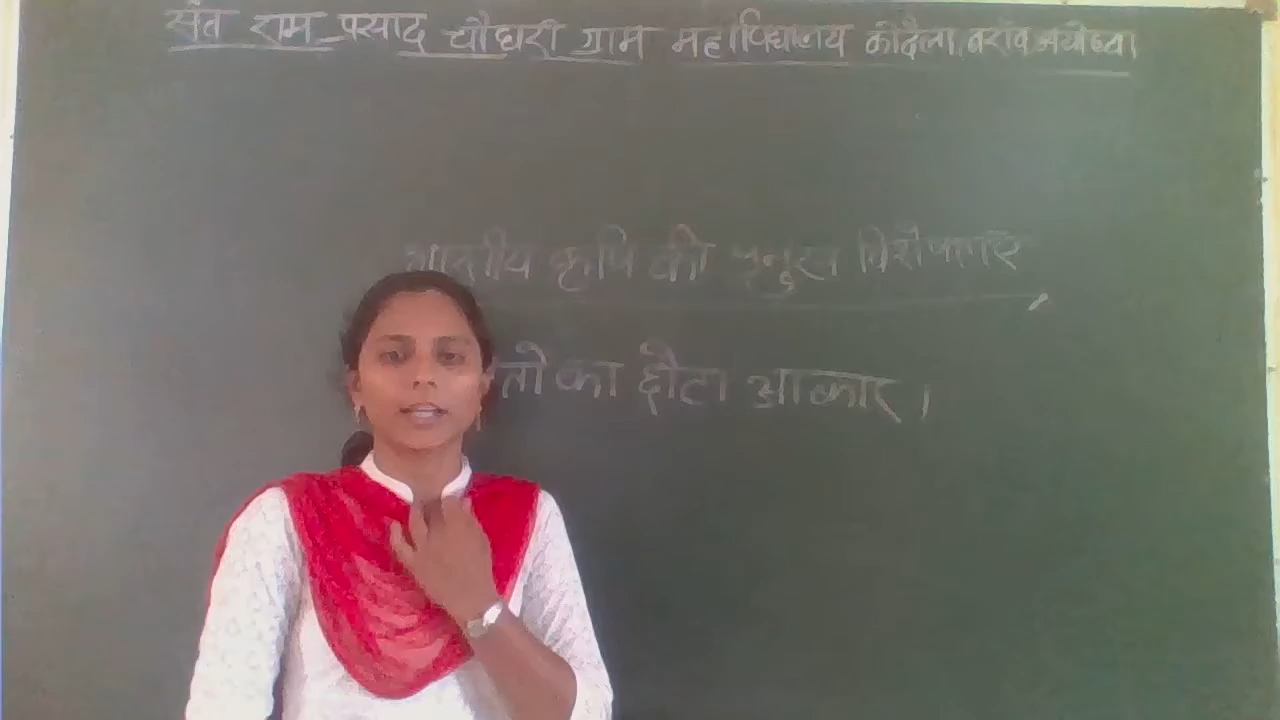 संत राम प्रसाद चौधरी ग्राम महाविद्यालय कोदैला, बरॉव, अयोध्या
भारतीय कृषि की प्रमुख विशेषताएँ
का छोटा आकार ।